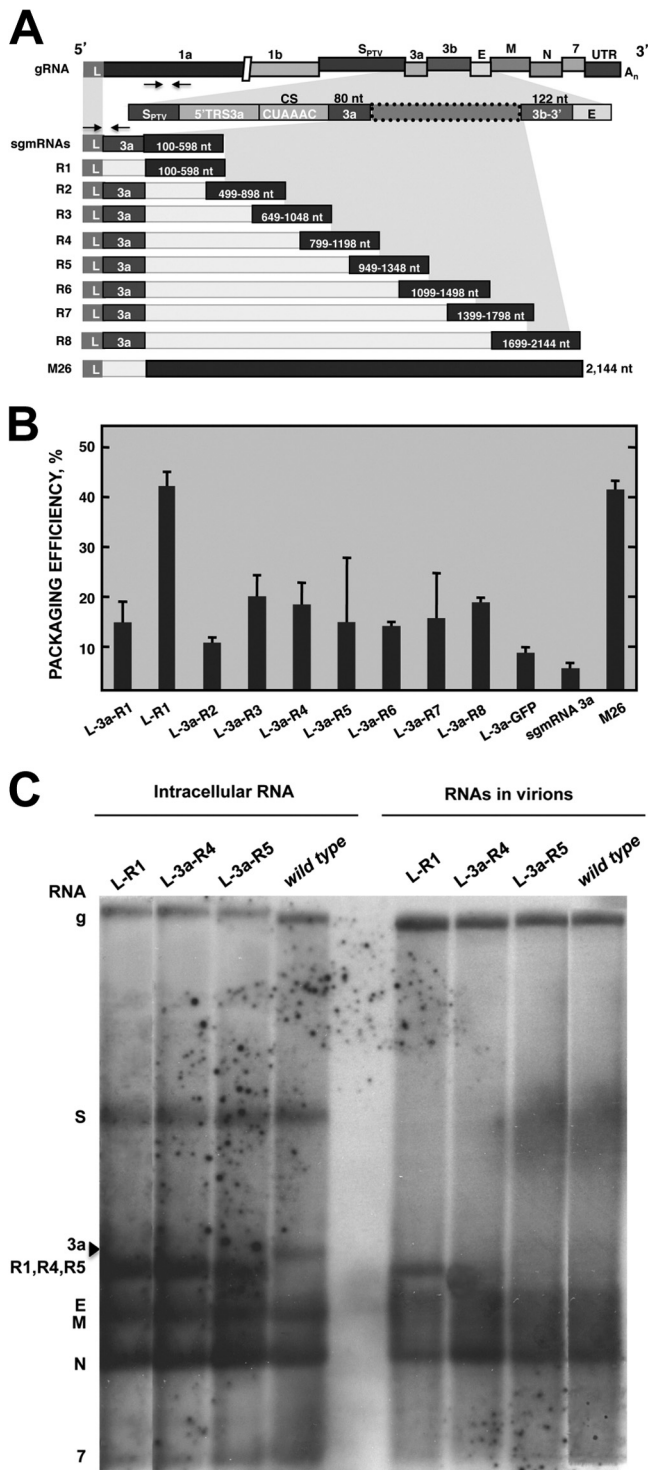 A
5' 1a 1b SPTV 3a 3b E M N 7 UTR 3'
gRNA L An
CS 80 nt 122 nt
SPTV 5'TRS3a CUAAAC 3a 3b-3' E
sgmRNAs L 3a 100-598 nt
R1 L 100-598 nt
R2 L 3a 499-898 nt
R3 L 3a 649-1048 nt
R4 L 3a 799-1198 nt
R5 L 3a 949-1348 nt
R6 L 3a 1099-1498 nt
R7 L 3a 1399-1798 nt
R8 L 3a 1699-2144 nt
M26 L 2,144 nt
B
PACKAGING EFFICIENCY, %
50
40
30
20
10
L-3a-R1 L-R1 L-3a-R2 L-3a-R3 L-3a-R4 L-3a-R5 L-3a-R6 L-3a-R7 L-3a-R8 L-3a-GFP sgmRNA 3a M26
C
Intracellular RNA RNAs in virions
L-R1 L-3a-R4 L-3a-R5 wild type L-R1 L-3a-R4 L-3a-R5 wild type
RNA
g
S
3a
R1,R4,R5
E
M
N
7